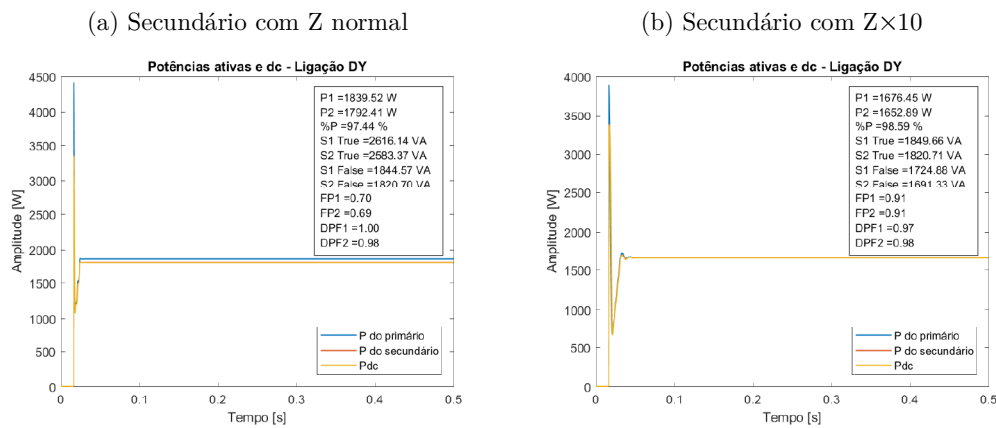 (a) Secundário com Z normal
Potências ativas e dc - Ligação DY
Amplitude [W]
4500
4000
3500
3000
2500
2000
1500
1000
500
0
P1 =1839.52 W
P2 =1792.41 W
%P =97.44 %
S1 True =2616.14 VA
S2 True =2583.37 VA
S1 False =1844.57 VA
S2 False =1820.70 VA
FP1 =0.70
FP2 =0.69
DPF1 =1.00
DPF2 =0.98
P do primário
P do secundário
Pdc
0 0.1 0.2 0.3 0.4 0.5
Tempo [s]
(b) Secundário com Z×10
Potências ativas e dc - Ligação DY
Amplitude [W]
4000
3500
3000
2500
2000
1500
1000
500
0
P1 =1676.45 W
P2 =1652.89 W
%P =98.59 %
S1 True =1849.66 VA
S2 True =1820.71 VA
S1 False =1724.88 VA
S2 False =1691.33 VA
FP1 =0.91
FP2 =0.91
DPF1 =0.97
DPF2 =0.98
P do primário
P do secundário
Pdc
0 0.1 0.2 0.3 0.4 0.5
Tempo [s]